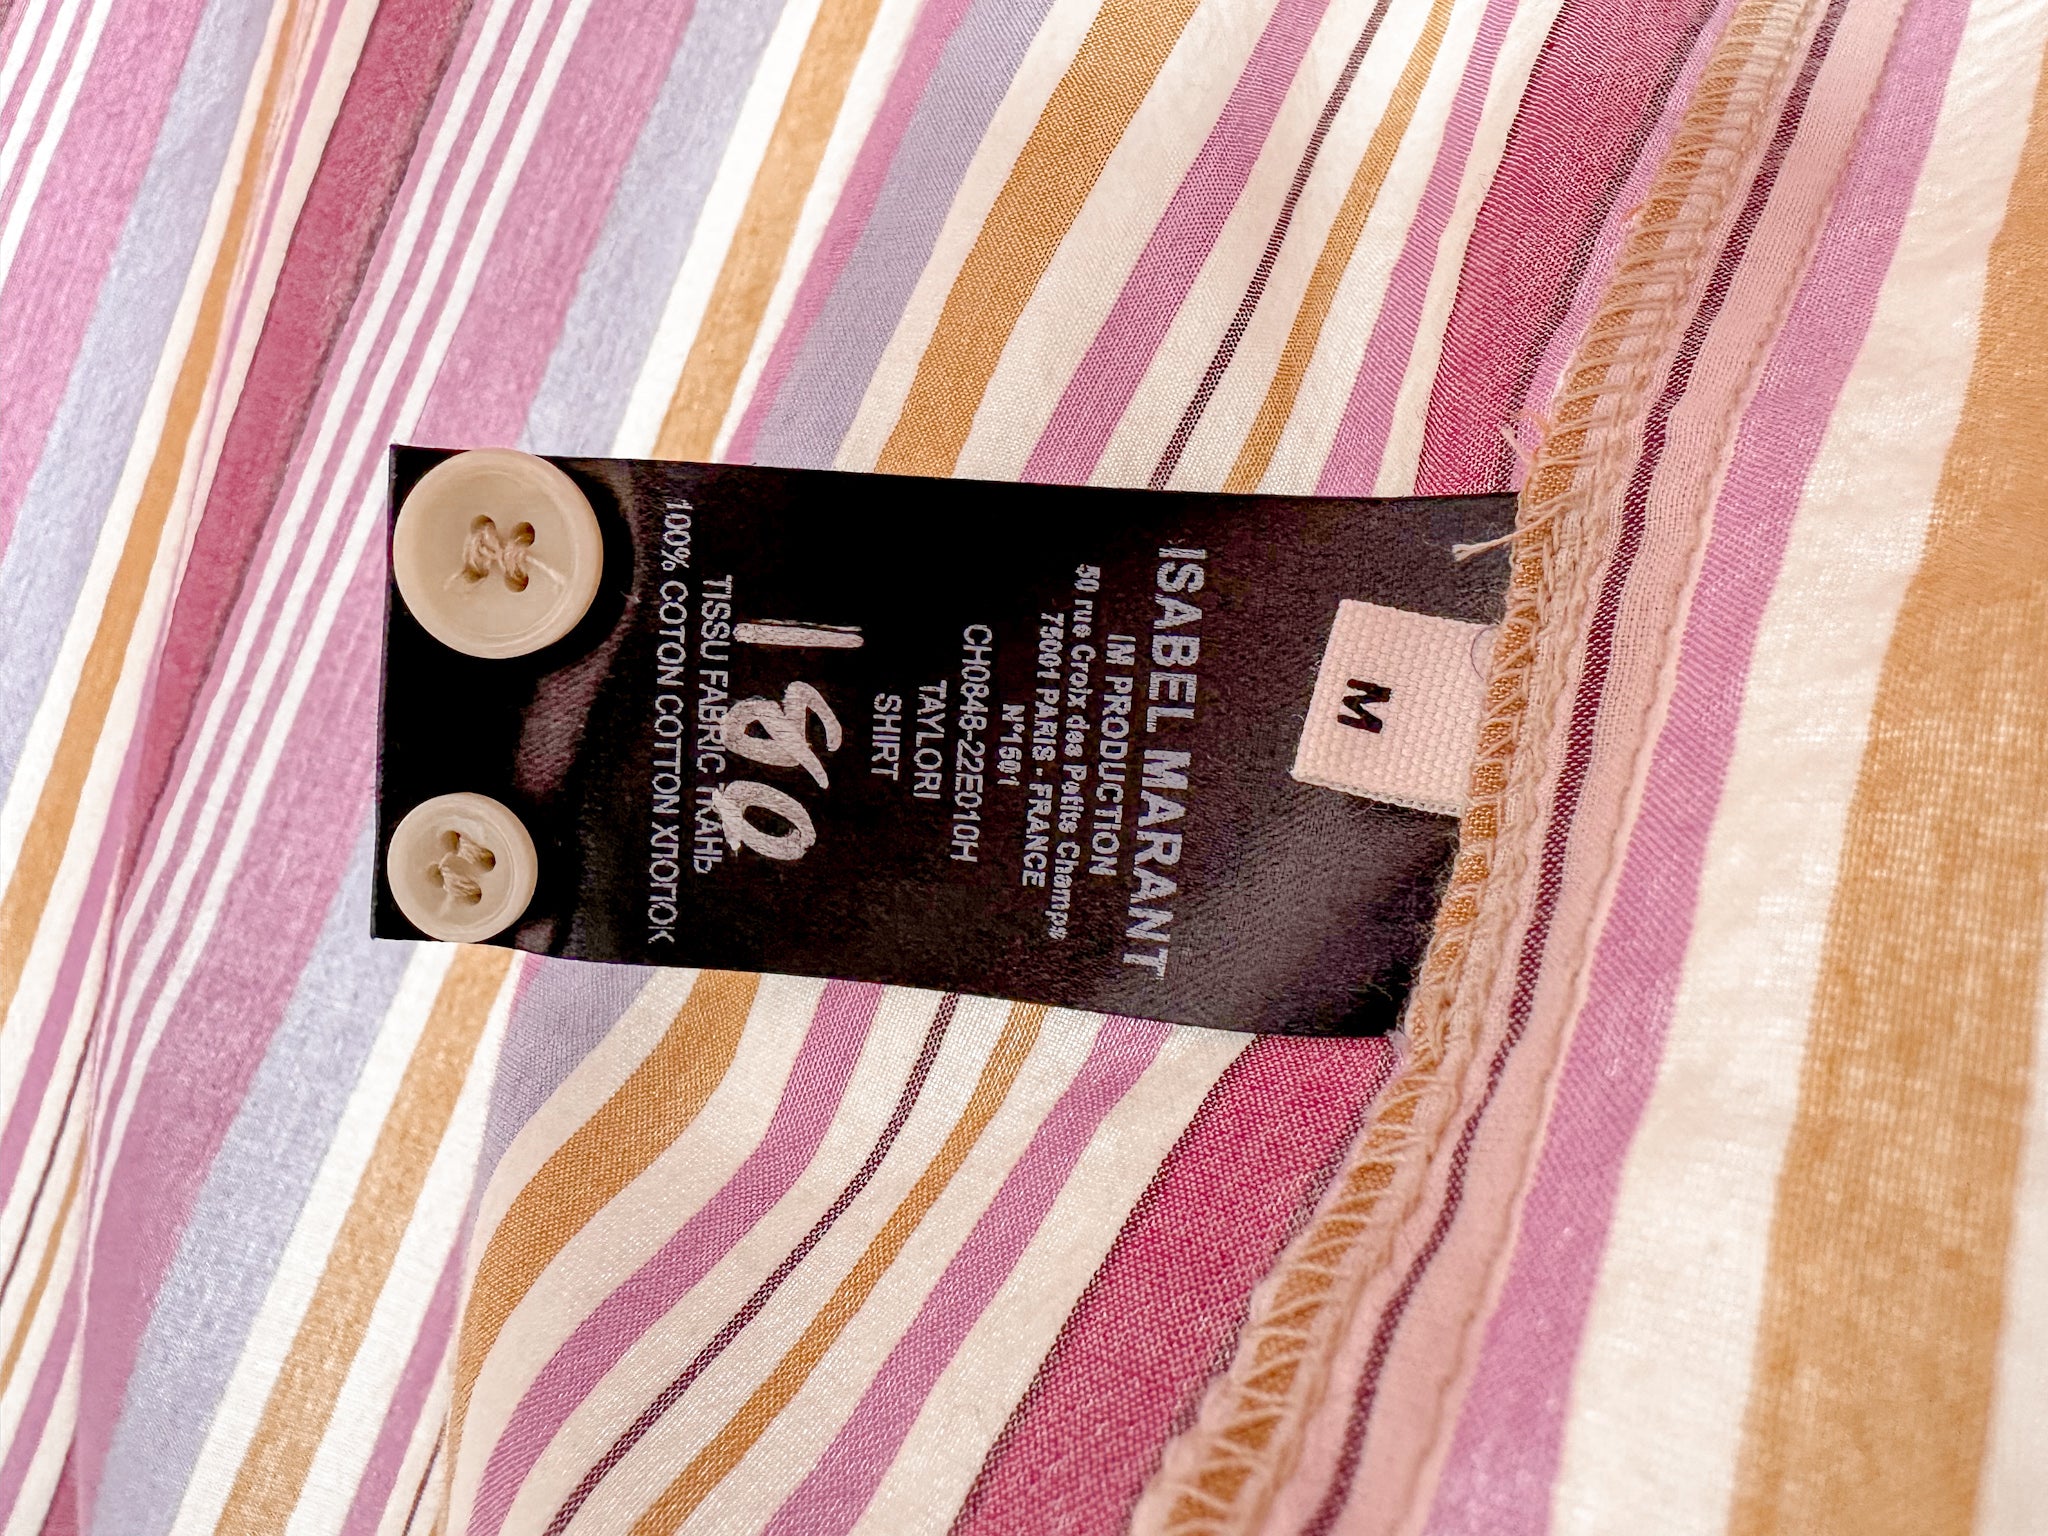 M
ISABEL MARANT
IM PRODUCTION
50 rue Croix des Petits Champs
75001 PARIS - FRANCE
N°1501
CH0848-22E010H
TAYLORI
SHIRT
180
TISSU FABRIC ТКАНЬ
100% COTON COTTON ХЛОПОК